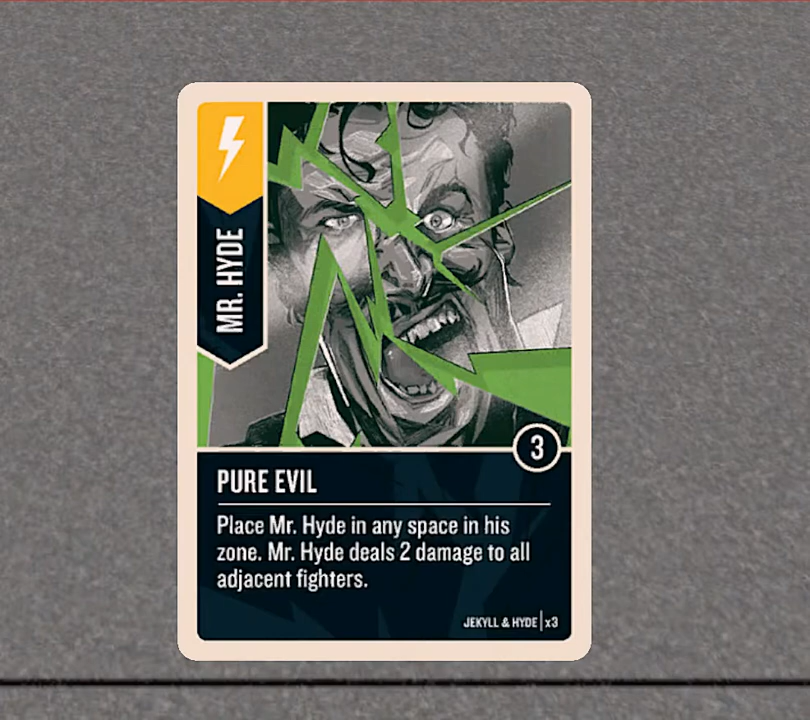 MR. HYDE
3
PURE EVIL
Place Mr. Hyde in any space in his
zone. Mr. Hyde deals 2 damage to all
adjacent fighters.
JEKYLL & HYDE | x3